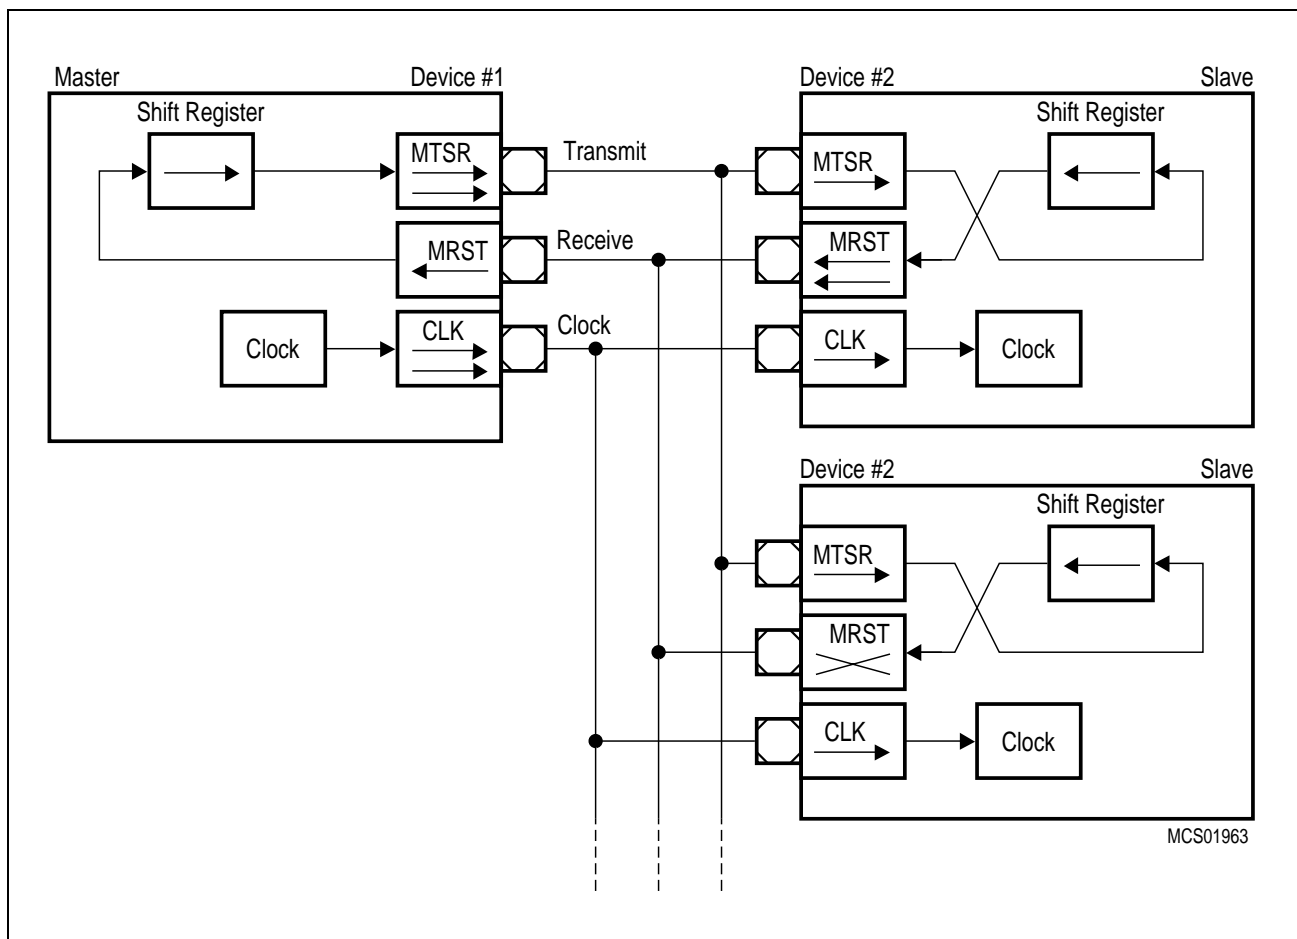 Master Device #1
Shift Register
MTSR
Transmit
MRST
Receive
Clock
CLK
Clock
Device #2 Slave
Shift Register
MTSR
MRST
CLK
Clock
Device #2 Slave
Shift Register
MTSR
MRST
CLK
Clock
MCS01963